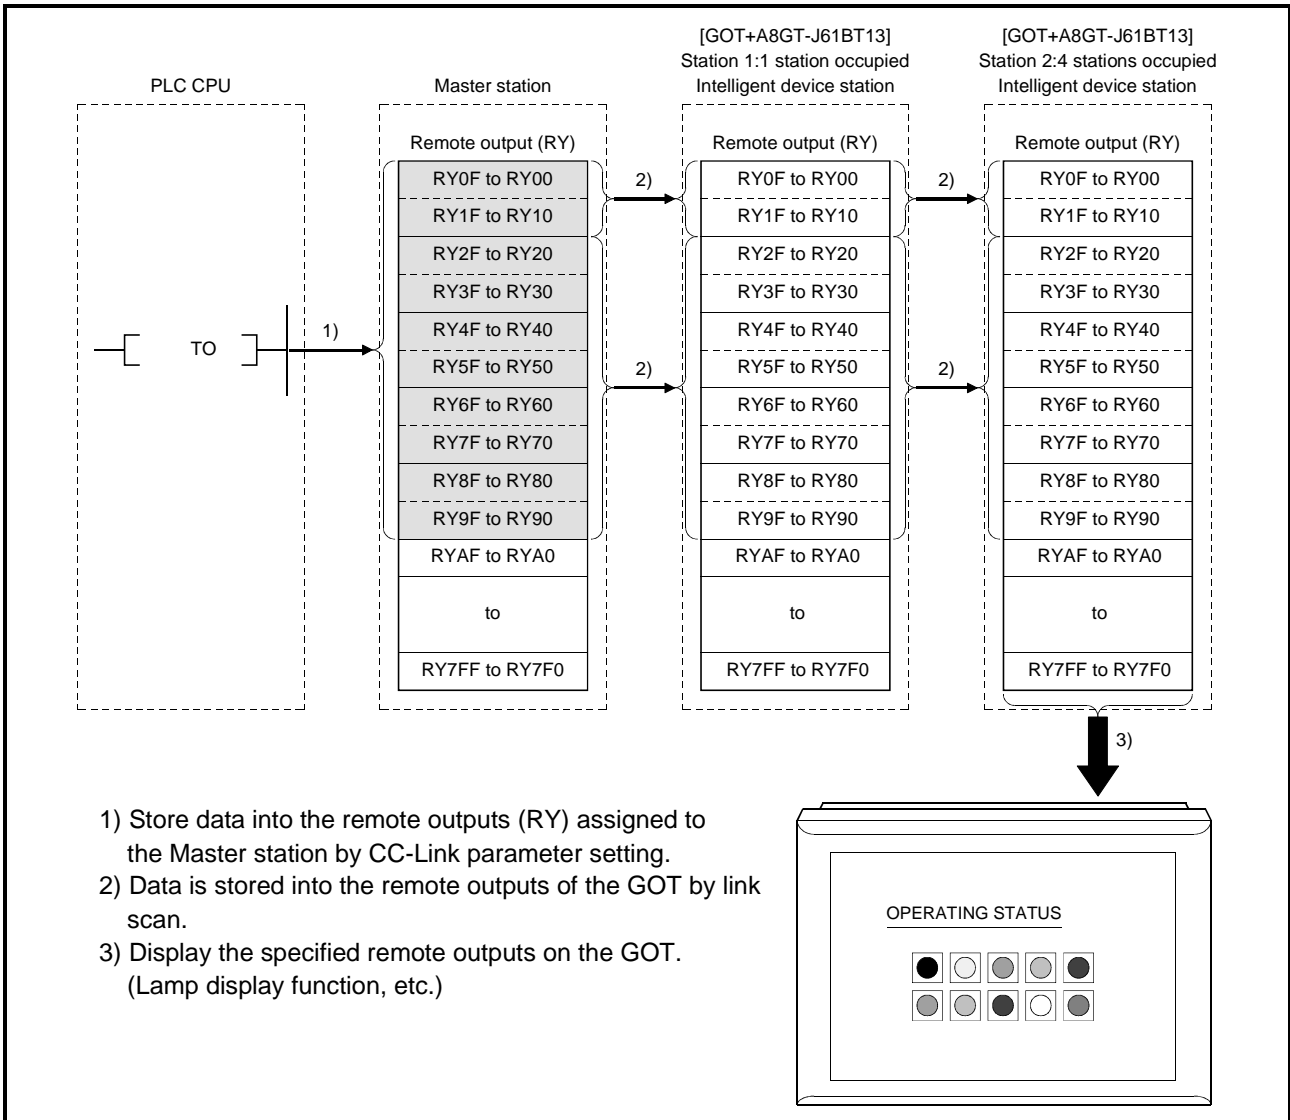 [GOT+A8GT-J61BT13]
Station 1:1 station occupied
Intelligent device station
[GOT+A8GT-J61BT13]
Station 2:4 stations occupied
Intelligent device station
PLC CPU
Master station
Remote output (RY)
Remote output (RY)
Remote output (RY)
RY0F to RY00
RY1F to RY10
RY2F to RY20
RY3F to RY30
RY4F to RY40
RY5F to RY50
RY6F to RY60
RY7F to RY70
RY8F to RY80
RY9F to RY90
RYAF to RYA0
to
RY7FF to RY7F0
RY0F to RY00
RY1F to RY10
RY2F to RY20
RY3F to RY30
RY4F to RY40
RY5F to RY50
RY6F to RY60
RY7F to RY70
RY8F to RY80
RY9F to RY90
RYAF to RYA0
to
RY7FF to RY7F0
RY0F to RY00
RY1F to RY10
RY2F to RY20
RY3F to RY30
RY4F to RY40
RY5F to RY50
RY6F to RY60
RY7F to RY70
RY8F to RY80
RY9F to RY90
RYAF to RYA0
to
RY7FF to RY7F0
TO
1)
2)
2)
2)
2)
3)
1) Store data into the remote outputs (RY) assigned to
the Master station by CC-Link parameter setting.
2) Data is stored into the remote outputs of the GOT by link
scan.
3) Display the specified remote outputs on the GOT.
(Lamp display function, etc.)
OPERATING STATUS